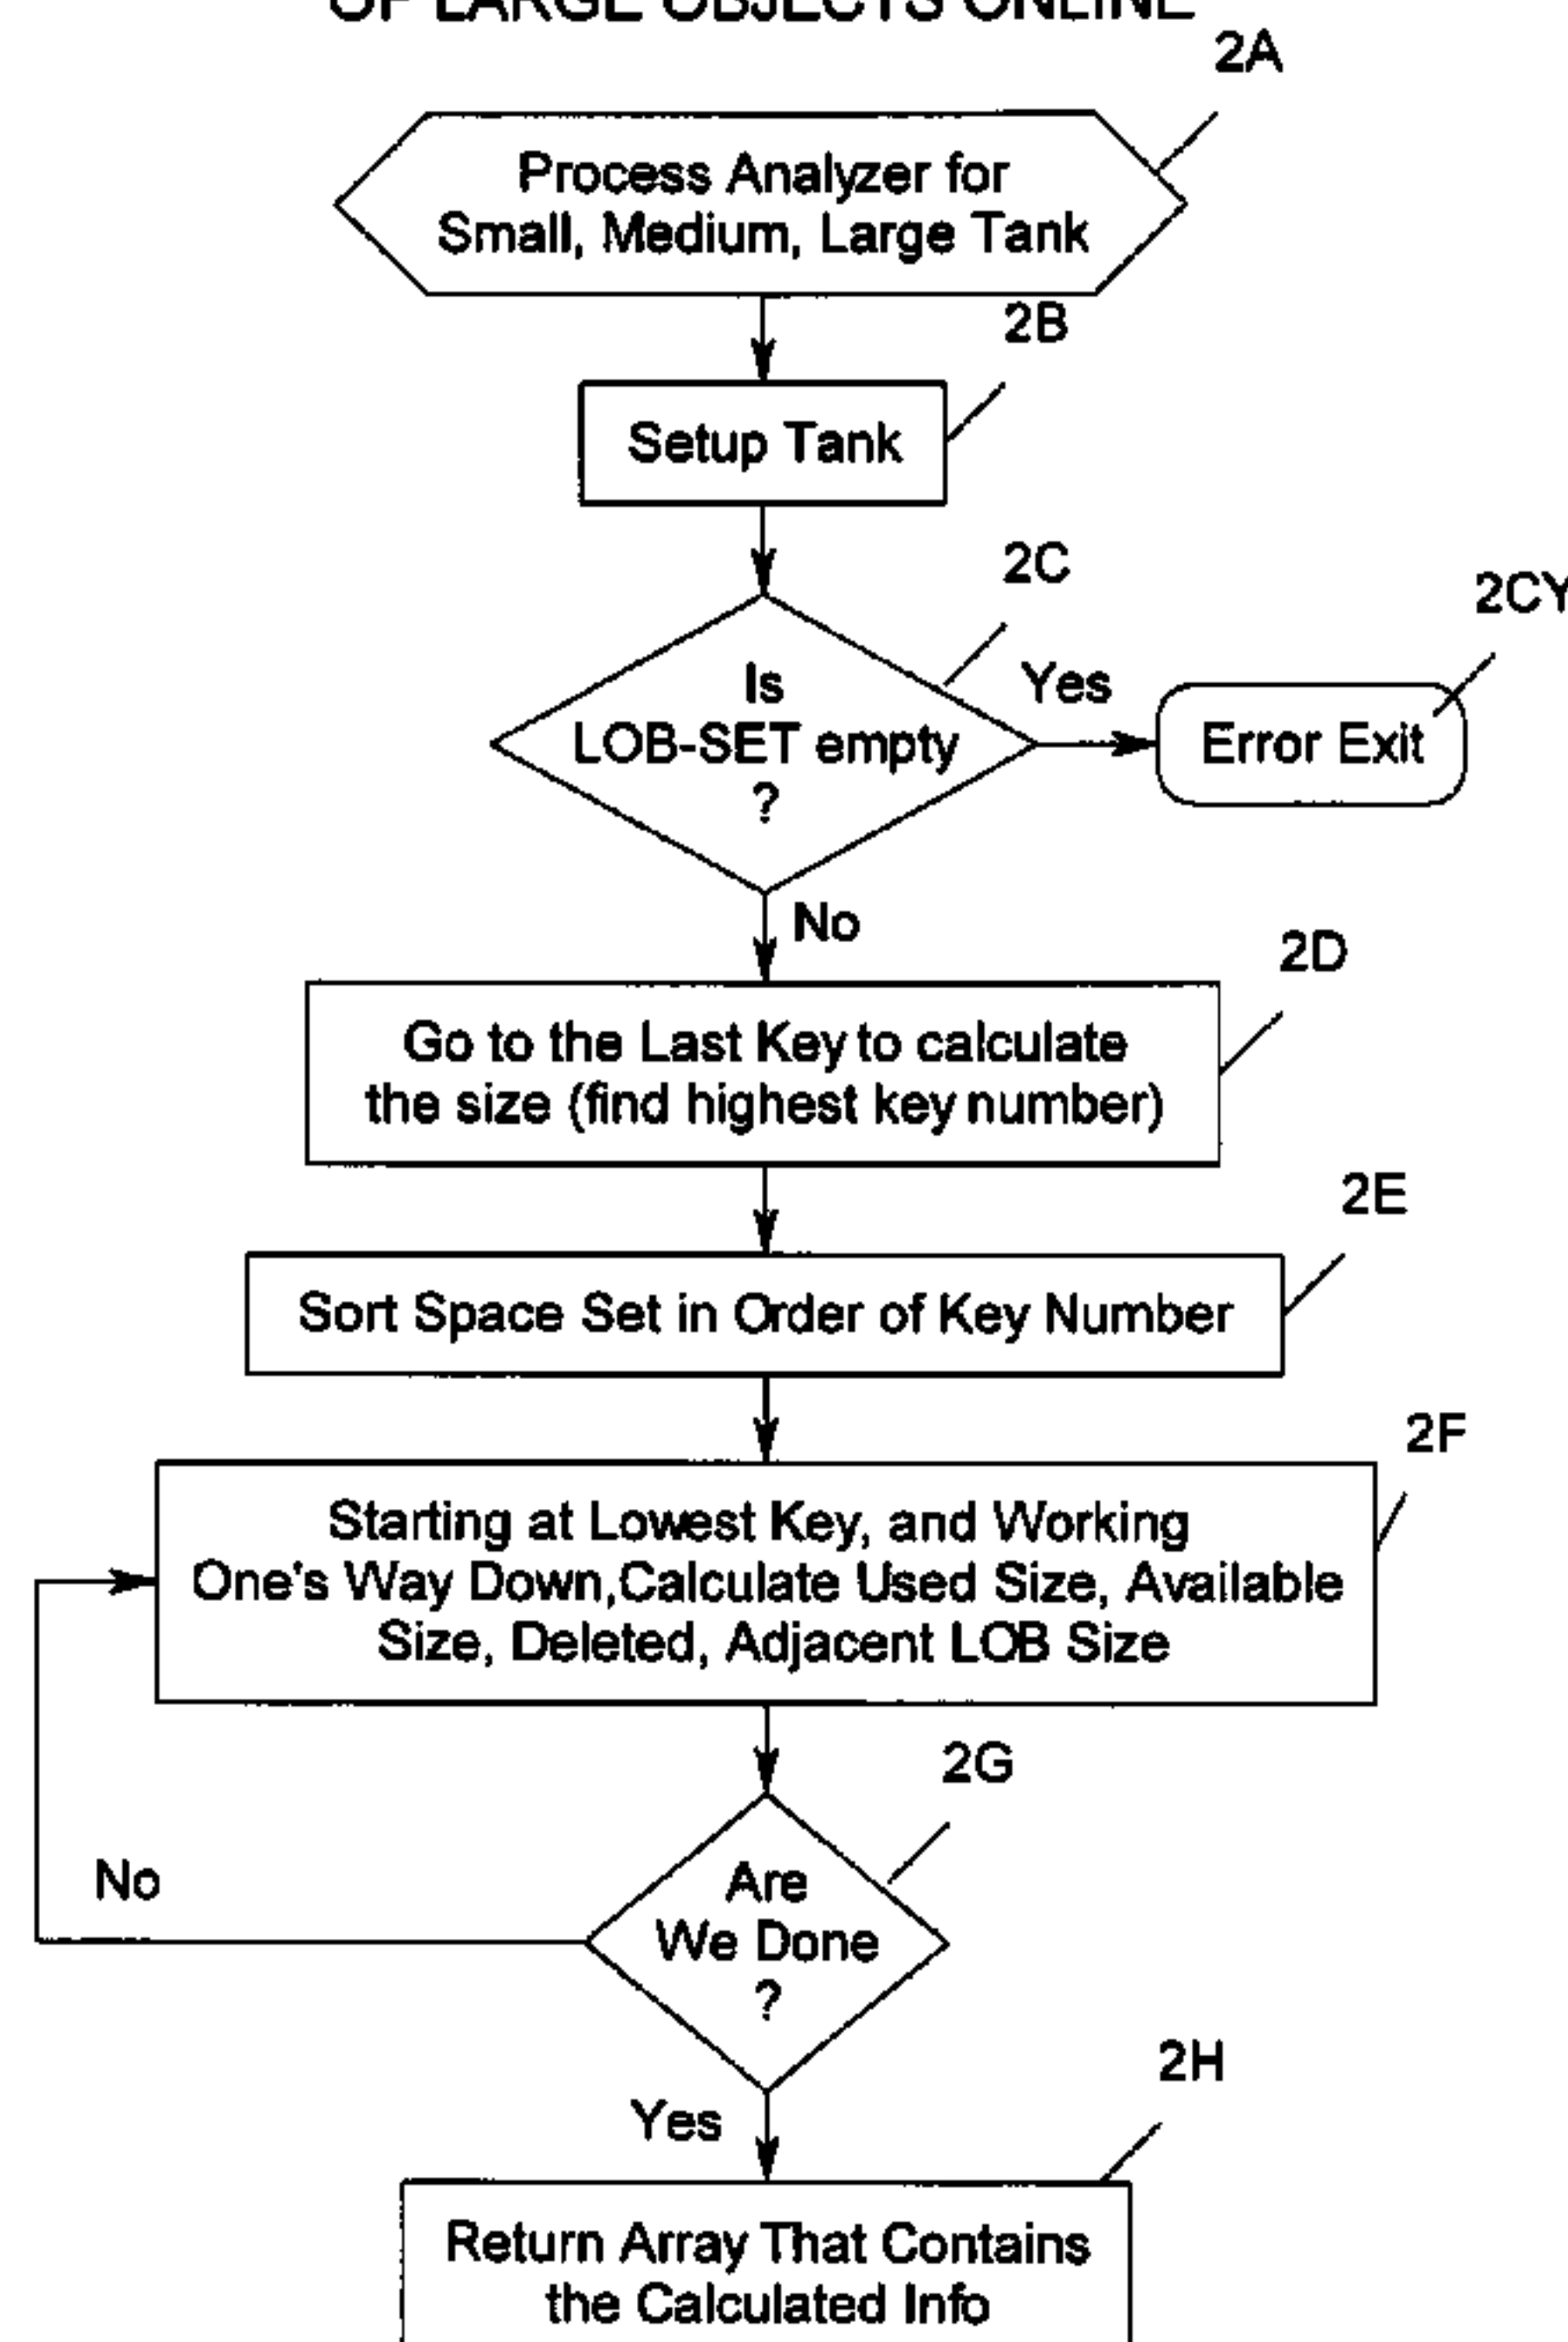 OF LARGE OBJECTS ONLINE
2A
Process Analyzer for
Small, Medium, Large Tank
2B
Setup Tank
2C
2CY
Is
LOB-SET empty
?
Yes
Error Exit
No
2D
Go to the Last Key to calculate
the size (find highest key number)
2E
Sort Space Set in Order of Key Number
2F
Starting at Lowest Key, and Working
One's Way Down,Calculate Used Size, Available
Size, Deleted, Adjacent LOB Size
2G
No
Are
We Done
?
2H
Yes
Return Array That Contains
the Calculated Info